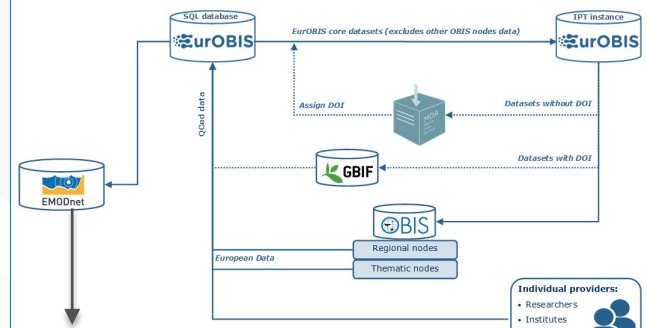 SQL database
EurOBIS
EurOBIS core datasets (excludes other OBIS nodes data)
IPT instance
EurOBIS
QCed data
Assign DOI
MDA
Datasets without DOI
GBIF
Datasets with DOI
EMODnet
OBIS
Regional nodes
European Data
Thematic nodes
Individual providers:
• Researchers
• Institutes